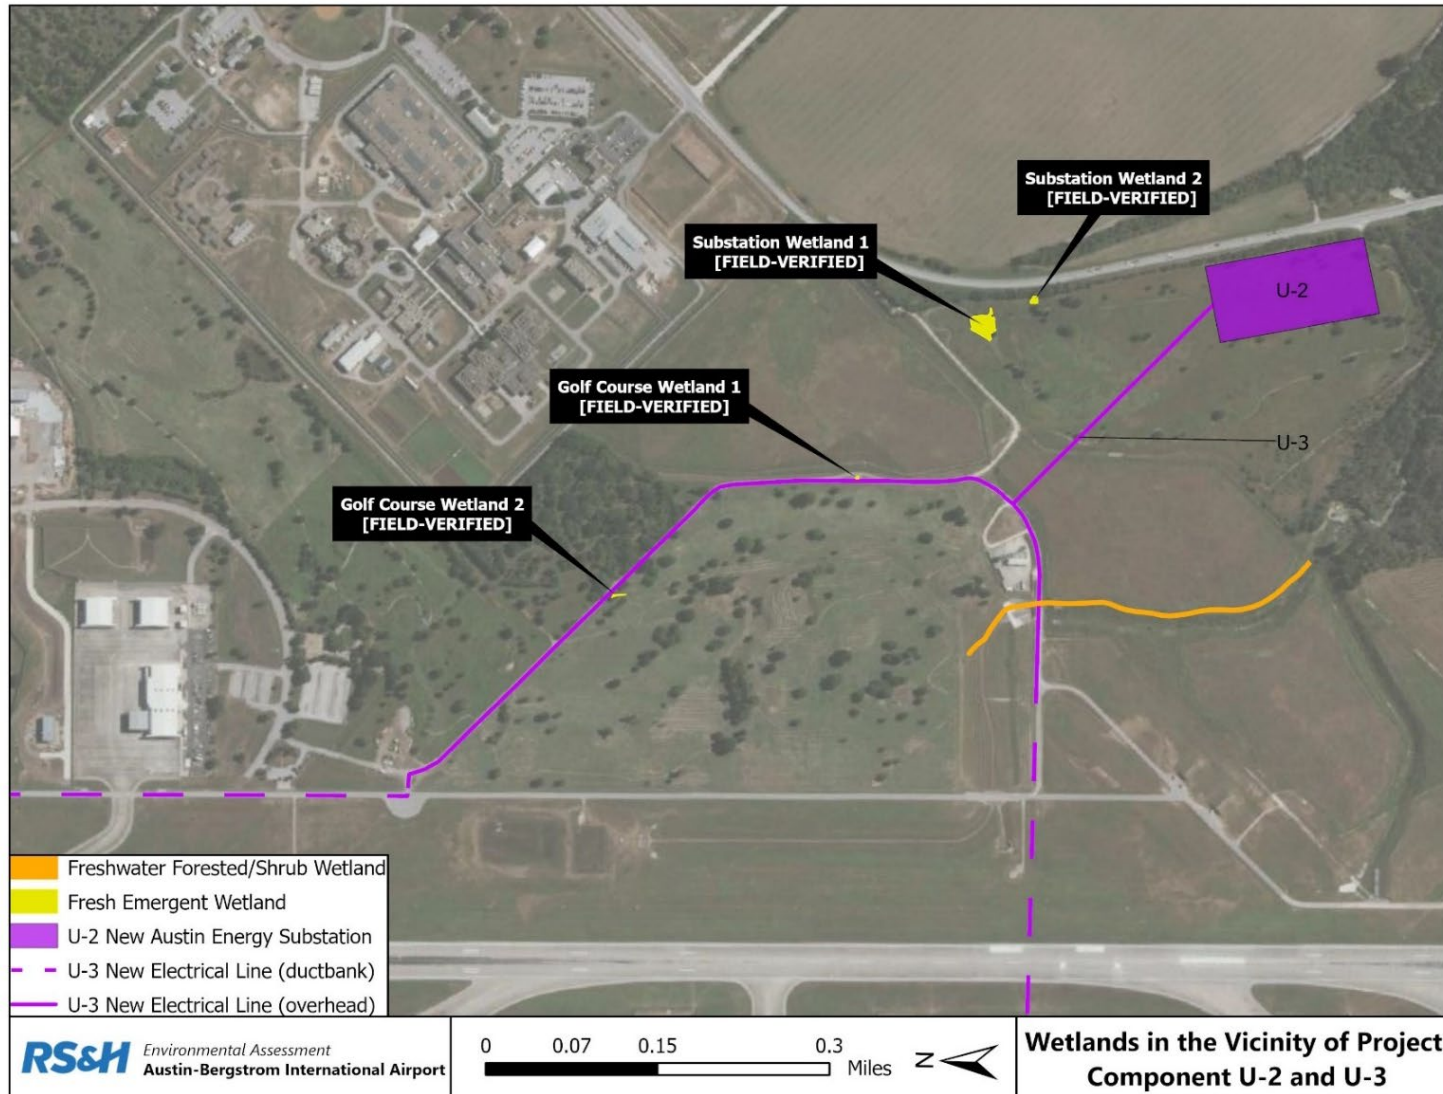 Substation Wetland 2
[FIELD-VERIFIED]
Substation Wetland 1
[FIELD-VERIFIED]
U-2
Golf Course Wetland 1
[FIELD-VERIFIED]
U-3
Golf Course Wetland 2
[FIELD-VERIFIED]
Freshwater Forested/Shrub Wetland
Fresh Emergent Wetland
U-2 New Austin Energy Substation
U-3 New Electrical Line (ductbank)
U-3 New Electrical Line (overhead)
RS&H
Environmental Assessment
Austin-Bergstrom International Airport
0 0.07 0.15 0.3
Miles
N
Wetlands in the Vicinity of Project
Component U-2 and U-3